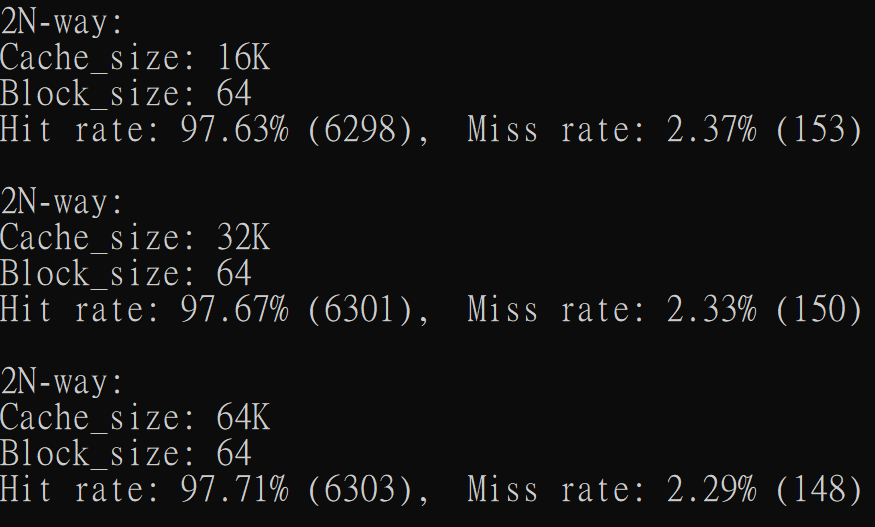 2N-way:
Cache_size: 16K
Block_size: 64
Hit rate: 97.63% (6298),  Miss rate: 2.37% (153)
2N-way:
Cache_size: 32K
Block_size: 64
Hit rate: 97.67% (6301),  Miss rate: 2.33% (150)
2N-way:
Cache_size: 64K
Block_size: 64
Hit rate: 97.71% (6303),  Miss rate: 2.29% (148)